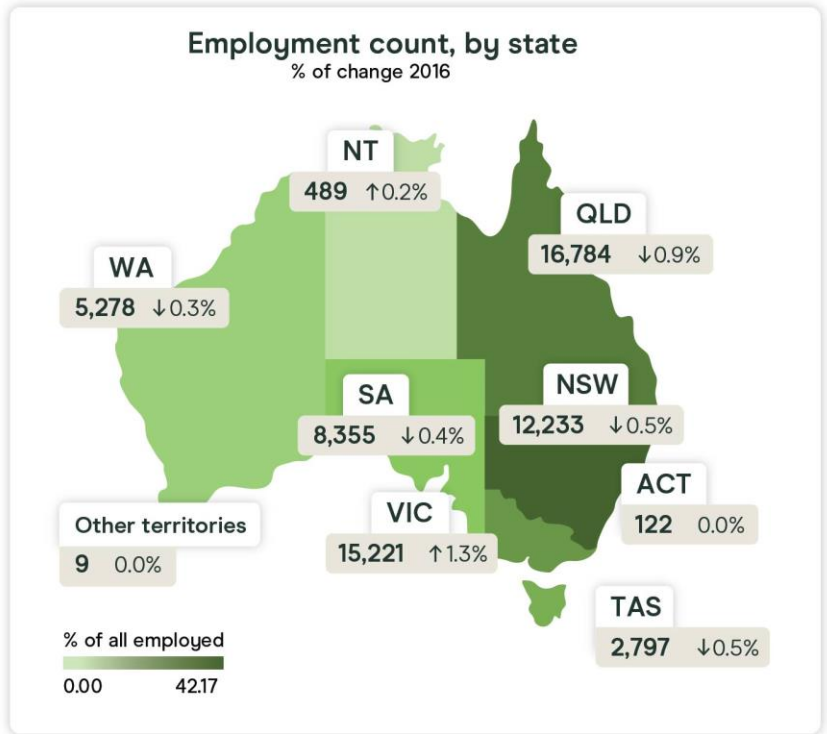 Employment count, by state
% of change 2016
NT
489 ↑0.2%
QLD
16,784 ↓0.9%
WA
5,278 ↓0.3%
SA
8,355 ↓0.4%
NSW
12,233 ↓0.5%
ACT
122 0.0%
VIC
15,221 ↑1.3%
Other territories
9 0.0%
TAS
2,797 ↓0.5%
% of all employed
0.00 42.17